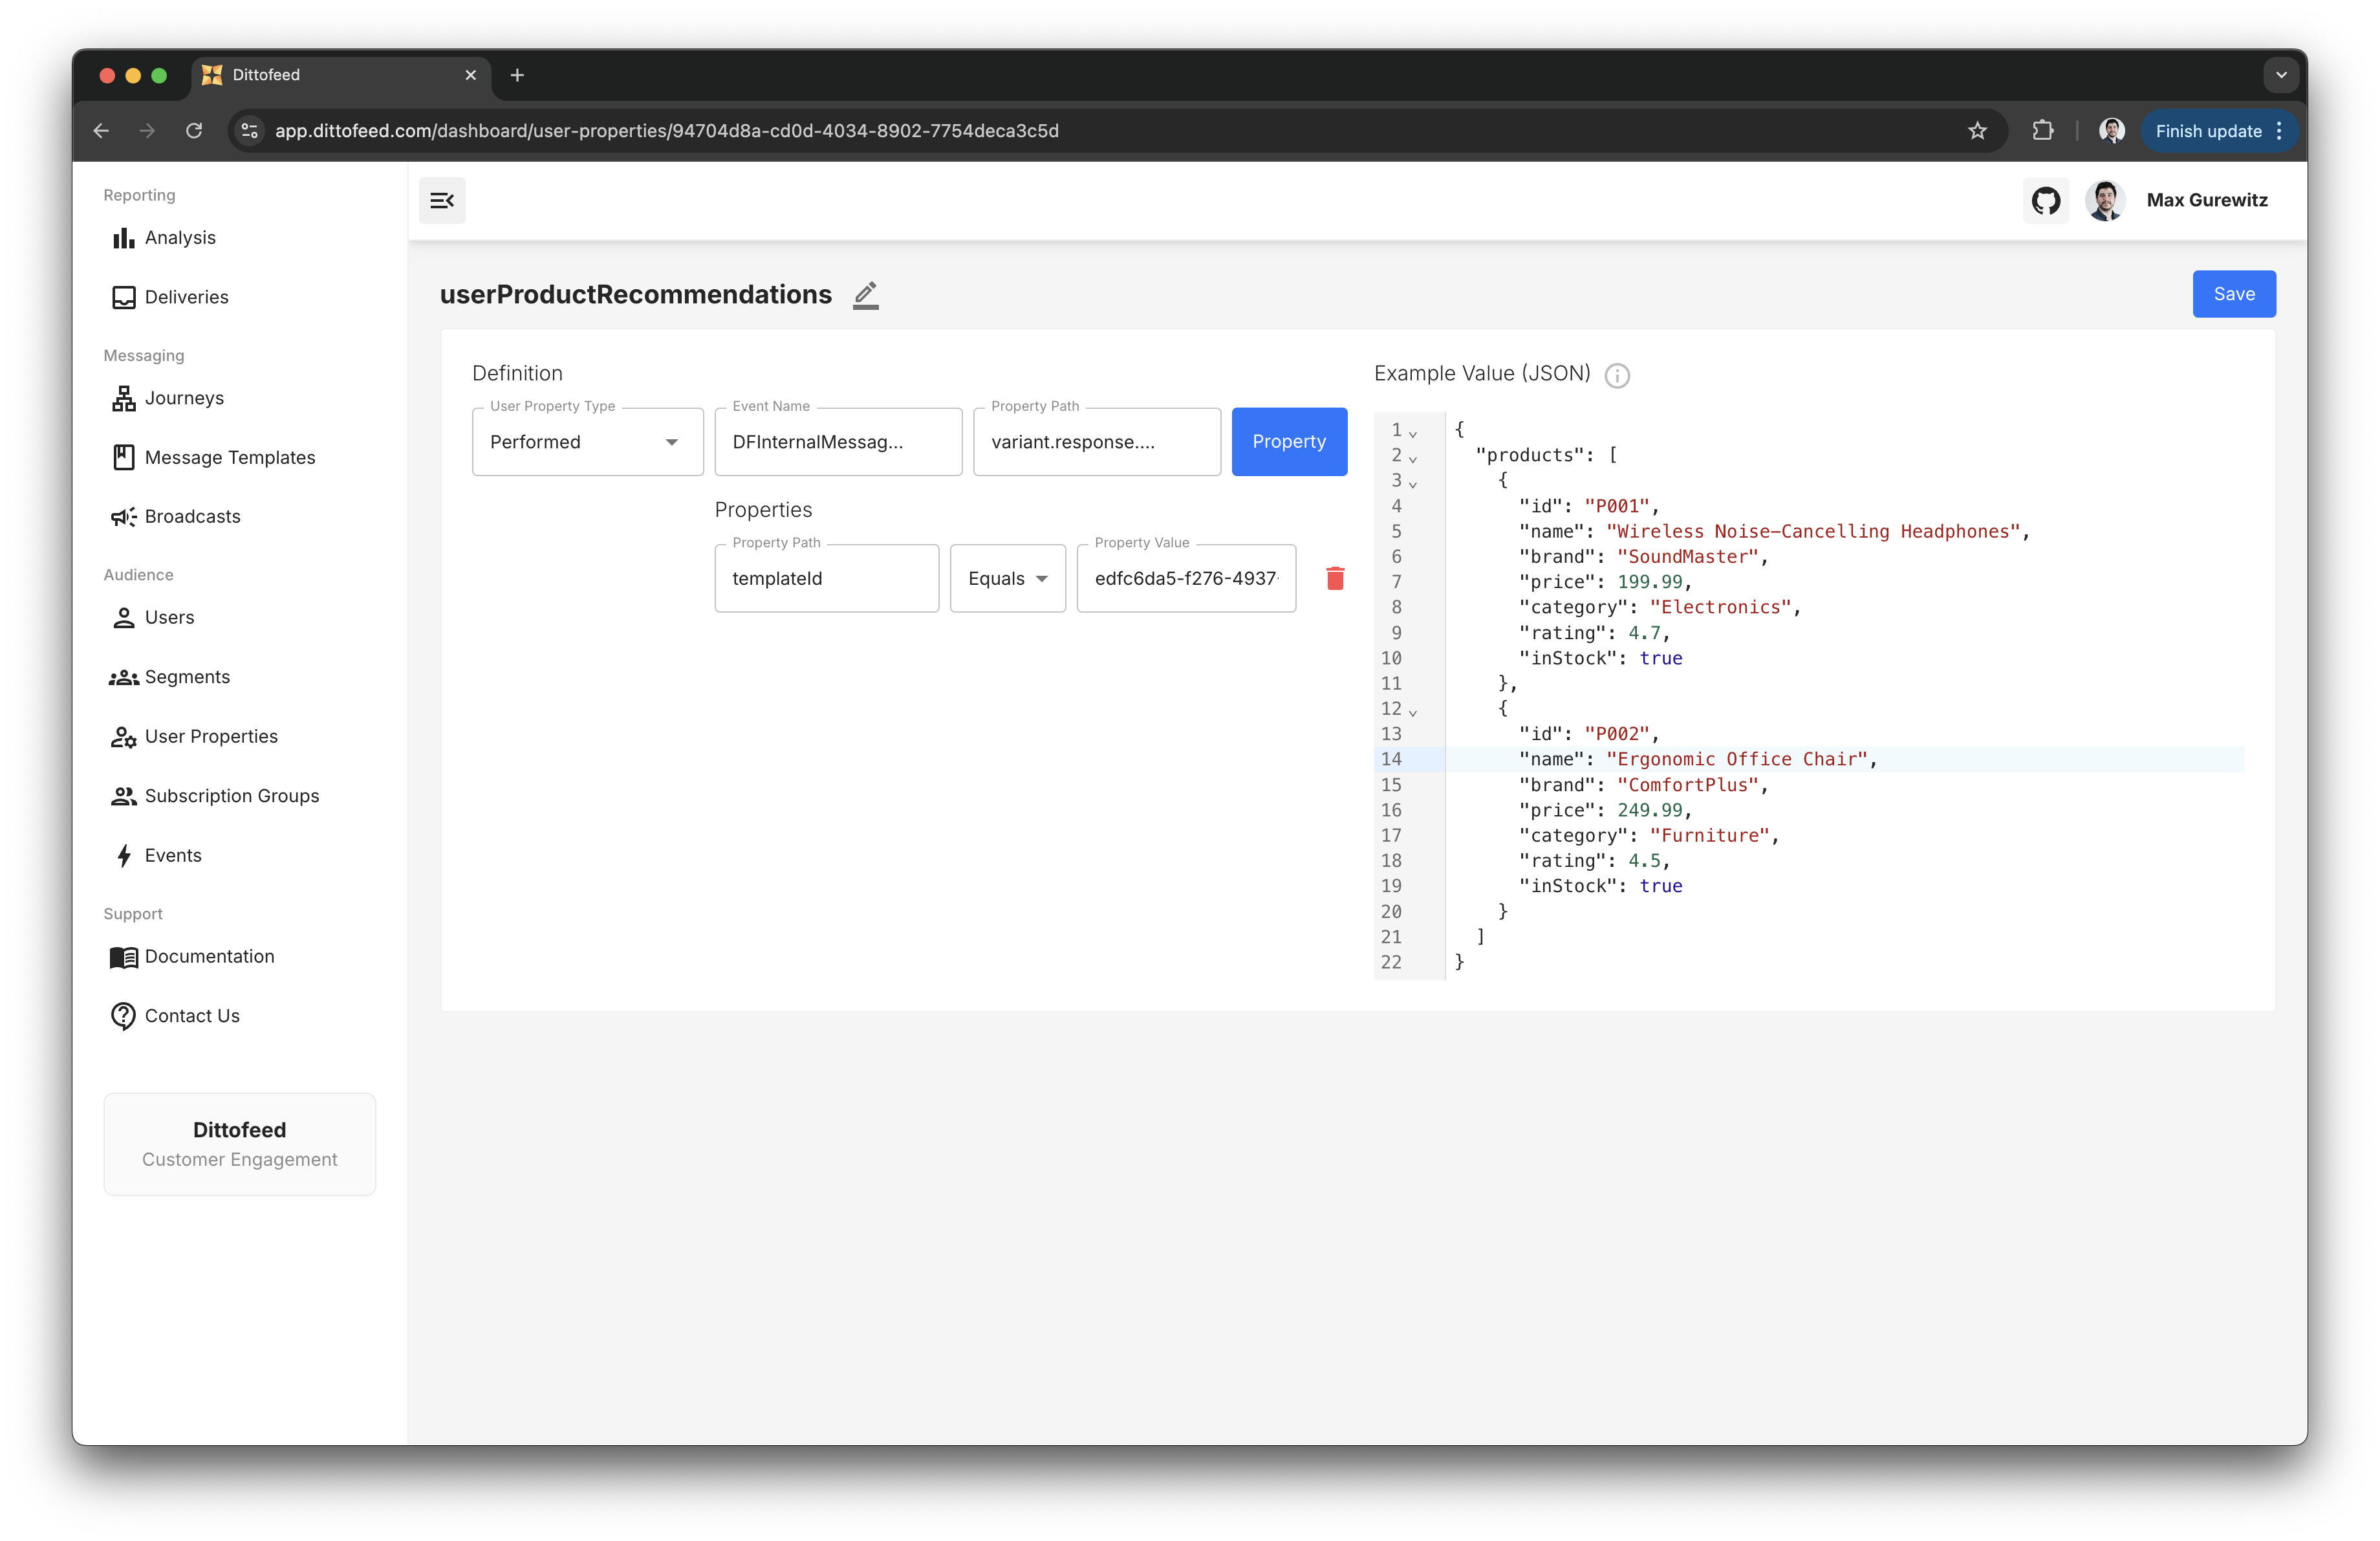 Dittofeed
app.dittofeed.com/dashboard/user-properties/94704d8a-cd0d-4034-8902-7754deca3c5d
Finish update
Reporting
Analysis
Deliveries
Messaging
Journeys
Message Templates
Broadcasts
Audience
Users
Segments
User Properties
Subscription Groups
Events
Support
Documentation
Contact Us
Dittofeed
Customer Engagement
Max Gurewitz
userProductRecommendations
Save
Definition
User Property Type
Performed
Event Name
DFInternalMessag...
Property Path
variant.response....
Property
Properties
Property Path
templateId
Equals
Property Value
edfc6da5-f276-4937-
Example Value (JSON)
1 {
2 "products": [
3 {
4 "id": "P001",
5 "name": "Wireless Noise-Cancelling Headphones",
6 "brand": "SoundMaster",
7 "price": 199.99,
8 "category": "Electronics",
9 "rating": 4.7,
10 "inStock": true
11 },
12 {
13 "id": "P002",
14 "name": "Ergonomic Office Chair",
15 "brand": "ComfortPlus",
16 "price": 249.99,
17 "category": "Furniture",
18 "rating": 4.5,
19 "inStock": true
20 }
21 ]
22 }